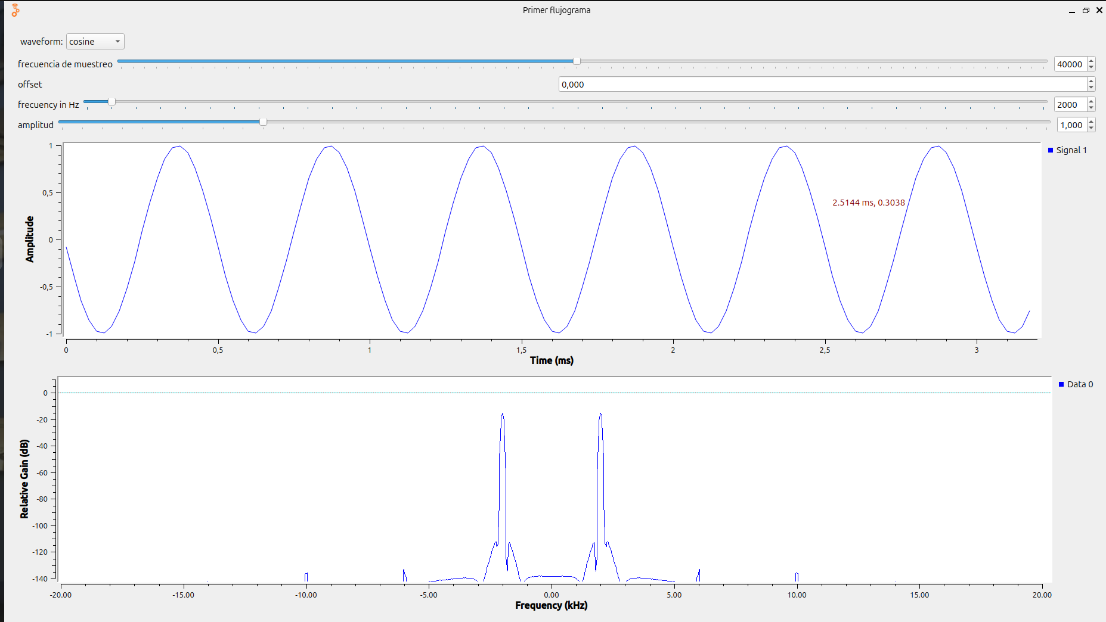 Primer flujograma
waveform: cosine
frecuencia de muestreo 40000
offset 0,000
frecuency in Hz 2000
amplitud 1,000
1
0,5
0
-0,5
-1
Amplitude
2.5144 ms, 0.3038
Signal 1
0 0,5 1 1,5 2 2,5 3
Time (ms)
0
-20
-40
-60
-80
-100
-120
-140
Relative Gain (dB)
Data 0
-20.00 -15.00 -10.00 -5.00 0.00 5.00 10.00 15.00 20.00
Frequency (kHz)